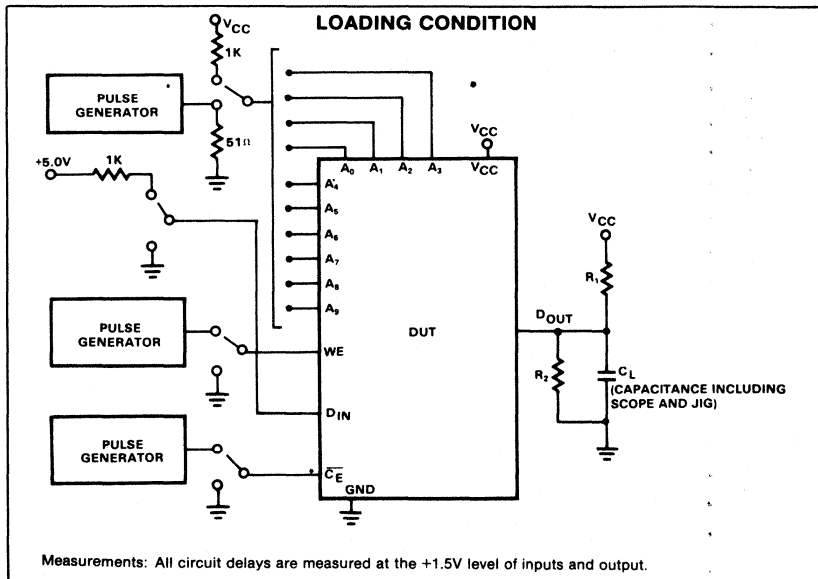 LOADING CONDITION
VCC
1K
PULSE
GENERATOR
51Ω
+5.0V
1K
VCC
A0
A1
A2
A3
VCC
A4
A5
A6
A7
A8
A9
DUT
VCC
R1
DOUT
R2
CL
(CAPACITANCE INCLUDING
SCOPE AND JIG)
PULSE
GENERATOR
WE
DIN
PULSE
GENERATOR
CE
GND
Measurements: All circuit delays are measured at the +1.5V level of inputs and output.